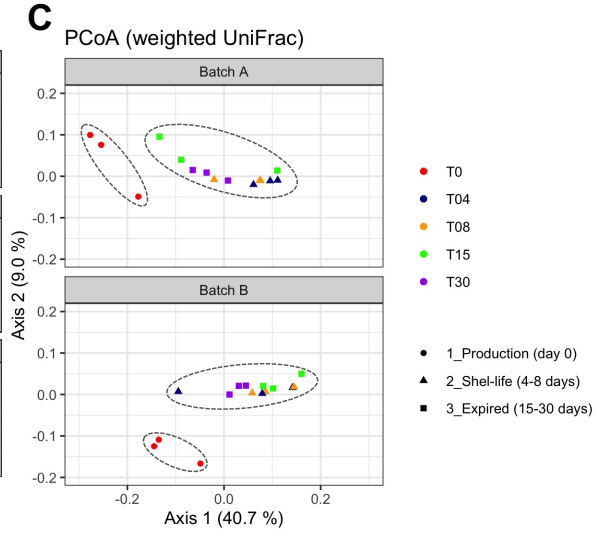 C
PCoA (weighted UniFrac)
Batch A
0.2
0.1
0.0
-0.1
-0.2
Batch B
0.2
0.1
0.0
-0.1
-0.2
-0.2 0.0 0.2
Axis 1 (40.7 %)
Axis 2 (9.0 %)
T0
T04
T08
T15
T30
1_Production (day 0)
2_Shel-life (4-8 days)
3_Expired (15-30 days)